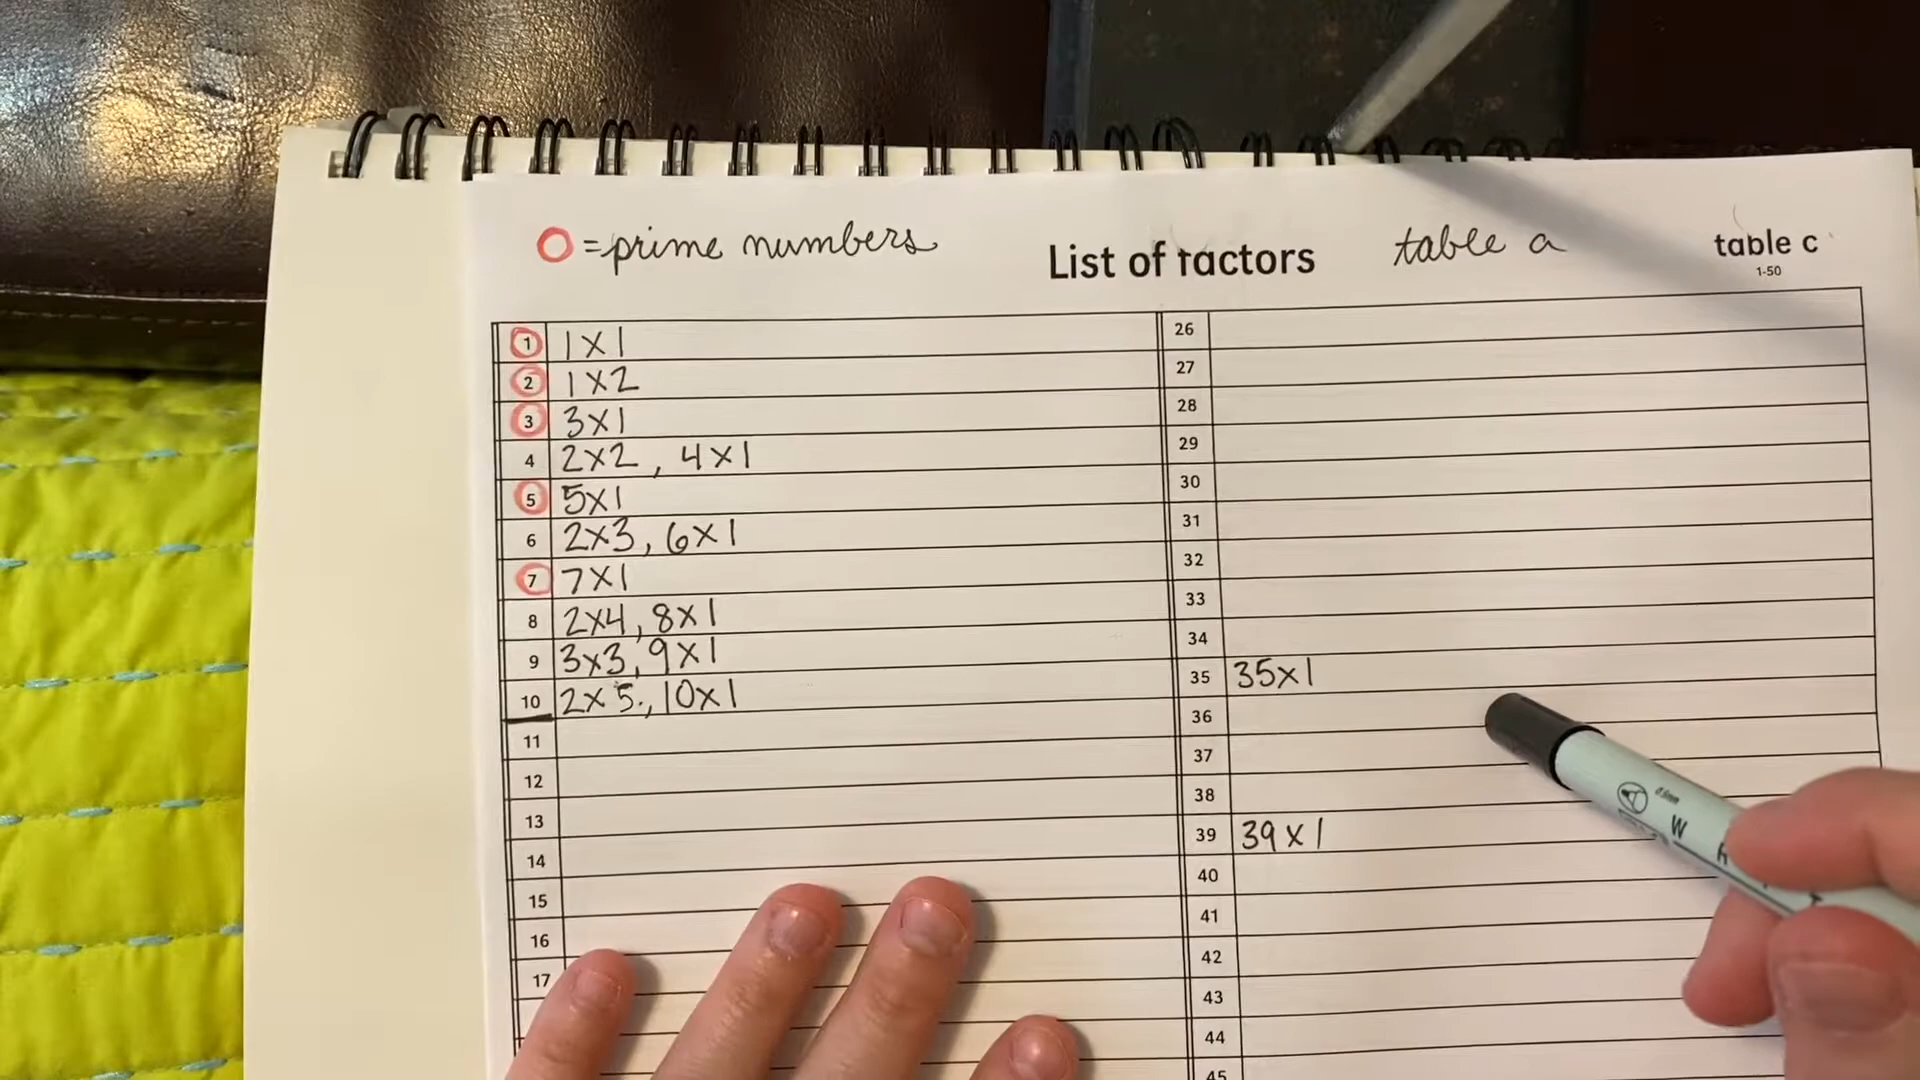 O = prime numbers
List of factors
table a
table c
1-50
1 1x1
2 1x2
3 3x1
4 2x2, 4x1
5 5x1
6 2x3, 6x1
7 7x1
8 2x4, 8x1
9 3x3, 9x1
10 2x5, 10x1
11
12
13
14
15
16
17
26
27
28
29
30
31
32
33
34
35 35x1
36
37
38
39 39x1
40
41
42
43
44
45